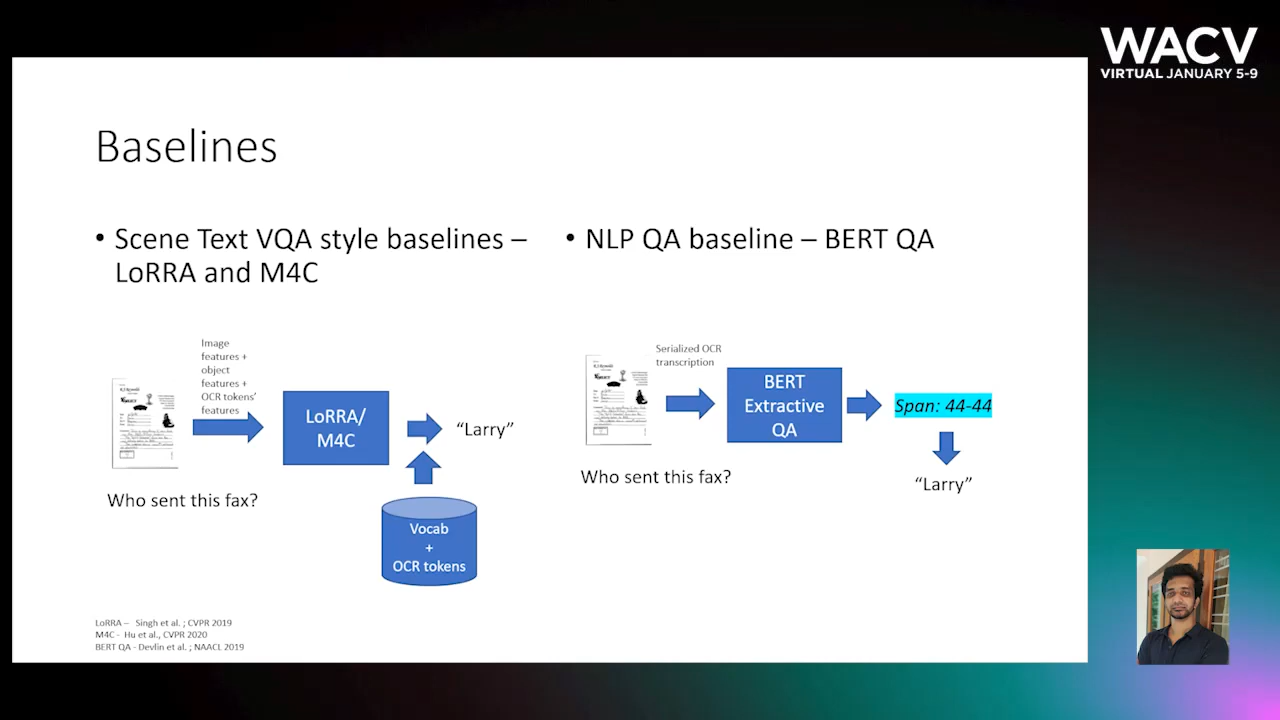 WACV
VIRTUAL JANUARY 5-9
Baselines
• Scene Text VQA style baselines –
LoRRA and M4C
Image
features +
object
features +
OCR tokens'
features
LoRRA/
M4C
"Larry"
Who sent this fax?
Vocab
+
OCR tokens
• NLP QA baseline – BERT QA
Serialized OCR
transcription
BERT
Extractive
QA
Span: 44-44
Who sent this fax?
"Larry"
LoRRA – Singh et al. ; CVPR 2019
M4C - Hu et al., CVPR 2020
BERT QA - Devlin et al. ; NAACL 2019